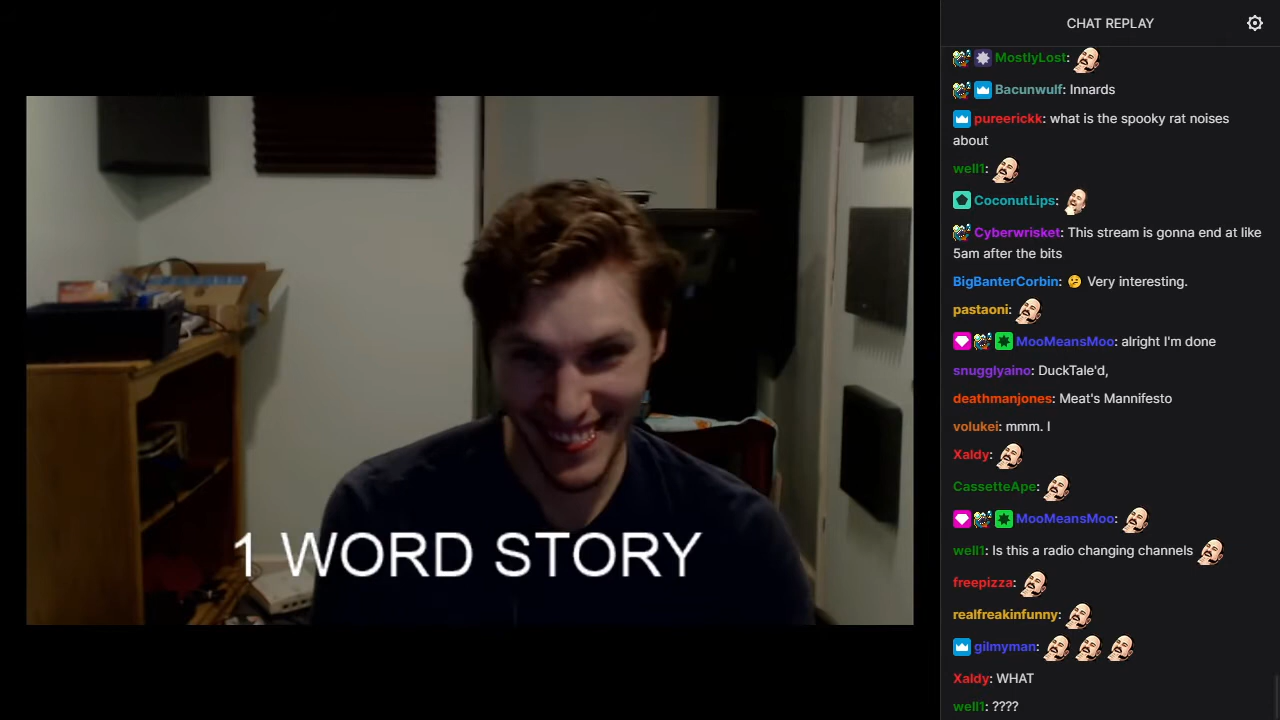 CHAT REPLAY
MostlyLost:
Bacunwulf: Innards
pureerickk: what is the spooky rat noises
about
well1:
CoconutLips:
Cyberwrisket: This stream is gonna end at like
5am after the bits
BigBanterCorbin: Very interesting.
pastaoni:
MooMeansMoo: alright I'm done
snugglyaino: DuckTale'd,
deathmanjones: Meat's Mannifesto
volukei: mmm. I
Xaldy:
CassetteApe:
MooMeansMoo:
well1: Is this a radio changing channels
freepizza:
realfreakinfunny:
gilmyman:
Xaldy: WHAT
well1: ????
1 WORD STORY